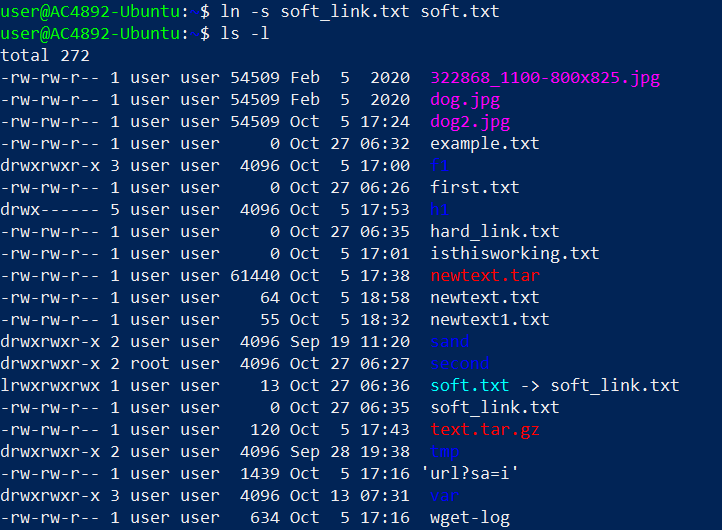 user@AC4892-Ubuntu:~$ ln -s soft_link.txt soft.txt
user@AC4892-Ubuntu:~$ ls -l
total 272
-rw-rw-r-- 1 user user 54509 Feb  5  2020  322868_1100-800x825.jpg
-rw-rw-r-- 1 user user 54509 Feb  5  2020  dog.jpg
-rw-rw-r-- 1 user user 54509 Oct  5 17:24  dog2.jpg
-rw-rw-r-- 1 user user     0 Oct 27 06:32  example.txt
drwxrwxr-x 3 user user  4096 Oct  5 17:00  f1
-rw-rw-r-- 1 user user     0 Oct 27 06:26  first.txt
drwx------ 5 user user  4096 Oct  5 17:53  h1
-rw-rw-r-- 1 user user     0 Oct 27 06:35  hard_link.txt
-rw-rw-r-- 1 user user     0 Oct  5 17:01  isthisworking.txt
-rw-rw-r-- 1 user user 61440 Oct  5 17:38  newtext.tar
-rw-rw-r-- 1 user user    64 Oct  5 18:58  newtext.txt
-rw-rw-r-- 1 user user    55 Oct  5 18:32  newtext1.txt
drwxrwxr-x 2 user user  4096 Sep 19 11:20  sand
drwxrwxr-x 2 root user  4096 Oct 27 06:27  second
lrwxrwxrwx 1 user user    13 Oct 27 06:36  soft.txt -> soft_link.txt
-rw-rw-r-- 1 user user     0 Oct 27 06:35  soft_link.txt
-rw-rw-r-- 1 user user   120 Oct  5 17:43  text.tar.gz
drwxrwxr-x 2 user user  4096 Sep 28 19:38  tmp
-rw-rw-r-- 1 user user  1439 Oct  5 17:16 'url?sa=i'
drwxrwxr-x 3 user user  4096 Oct 13 07:31  var
-rw-rw-r-- 1 user user   634 Oct  5 17:16  wget-log